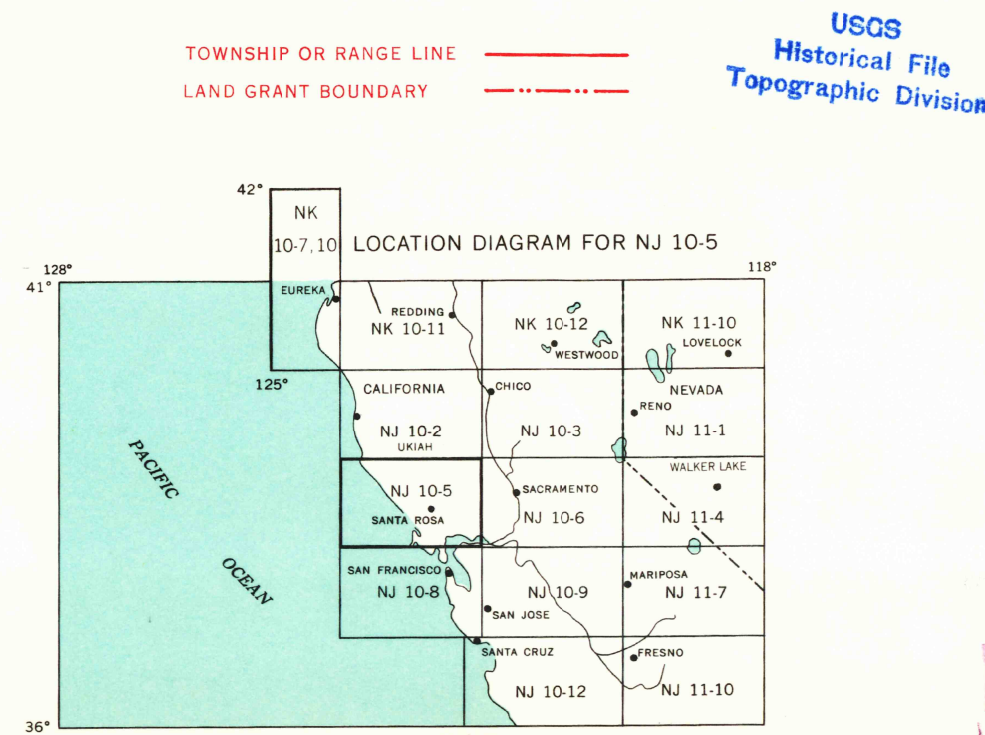 USGS
Historical File
Topographic Division
TOWNSHIP OR RANGE LINE
LAND GRANT BOUNDARY
42°
NK
10-7, 10
LOCATION DIAGRAM FOR NJ 10-5
128°
118°
41°
EUREKA
REDDING
NK 10-11
NK 10-12
WESTWOOD
NK 11-10
LOVELOCK
125°
CALIFORNIA
CHICO
NEVADA
RENO
NJ 10-2
UKIAH
NJ 10-3
NJ 11-1
PACIFIC
OCEAN
NJ 10-5
SANTA ROSA
SACRAMENTO
NJ 10-6
WALKER LAKE
NJ 11-4
SAN FRANCISCO
NJ 10-8
NJ 10-9
SAN JOSE
MARIPOSA
NJ 11-7
SANTA CRUZ
FRESNO
NJ 10-12
NJ 11-10
36°